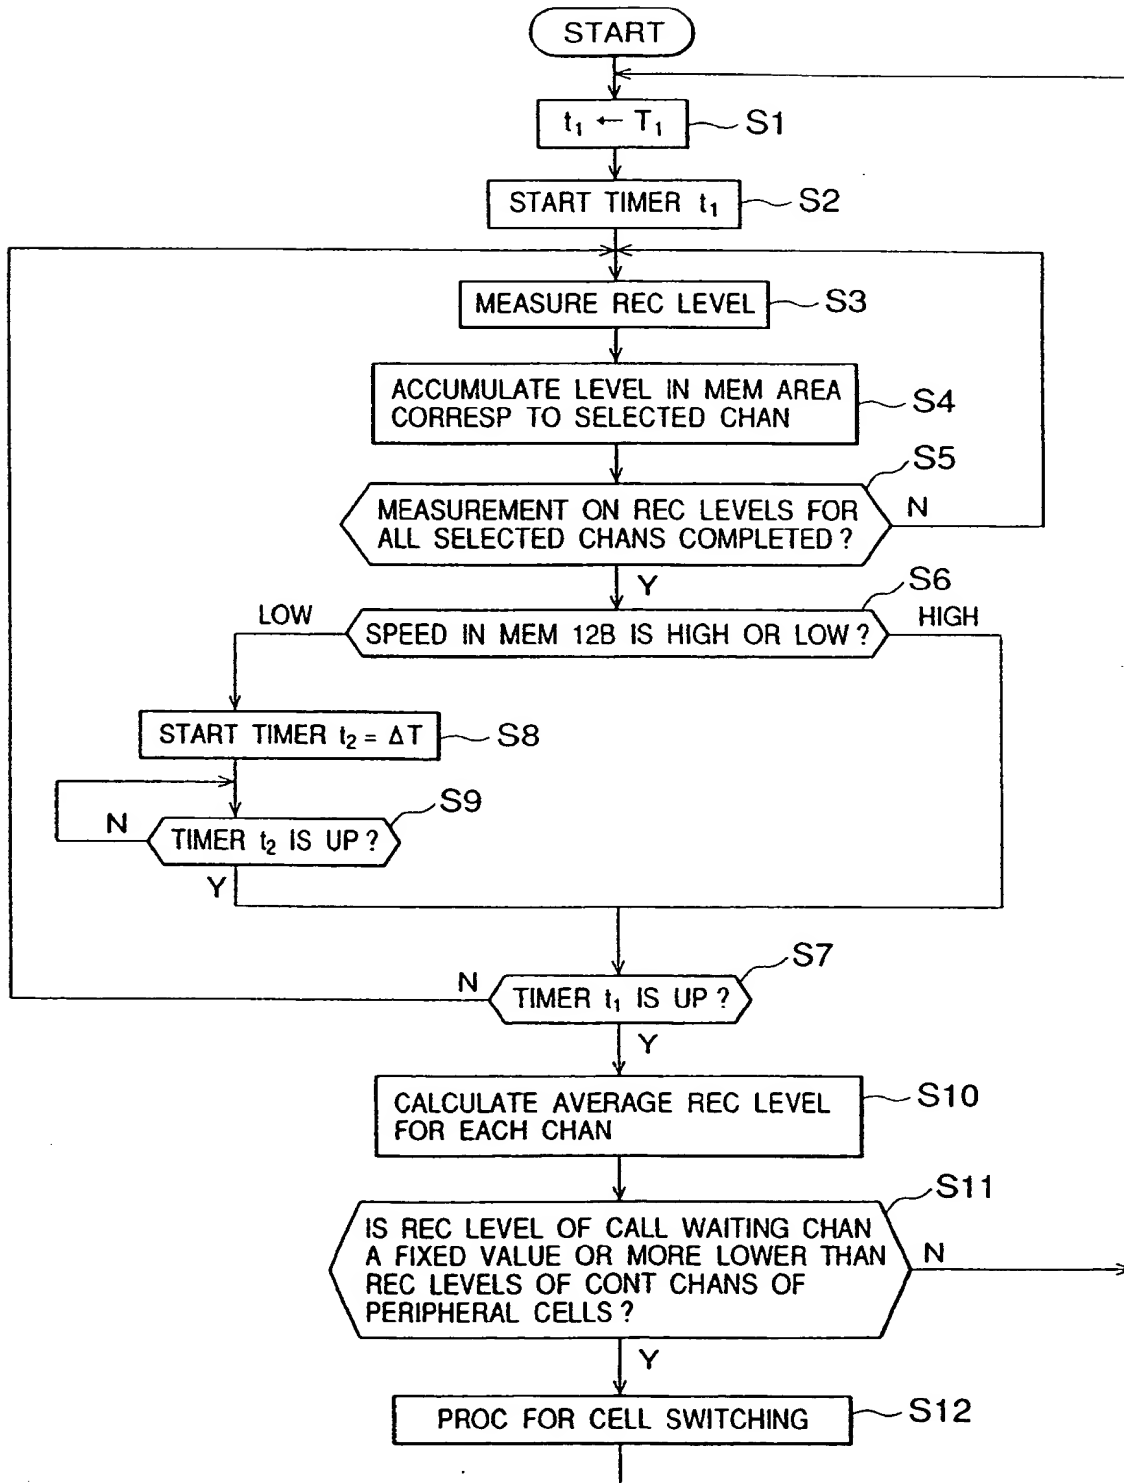 START
t₁ ← T₁
S1
START TIMER t₁
S2
MEASURE REC LEVEL
S3
ACCUMULATE LEVEL IN MEM AREA
CORRESP TO SELECTED CHAN
S4
S5
MEASUREMENT ON REC LEVELS FOR
ALL SELECTED CHANS COMPLETED?
N
Y
S6
LOW
SPEED IN MEM 12B IS HIGH OR LOW?
HIGH
START TIMER t₂ = ΔT
S8
S9
N
TIMER t₂ IS UP?
Y
S7
N
TIMER t₁ IS UP?
Y
CALCULATE AVERAGE REC LEVEL
FOR EACH CHAN
S10
S11
IS REC LEVEL OF CALL WAITING CHAN
A FIXED VALUE OR MORE LOWER THAN
REC LEVELS OF CONT CHANS OF
PERIPHERAL CELLS?
N
Y
PROC FOR CELL SWITCHING
S12